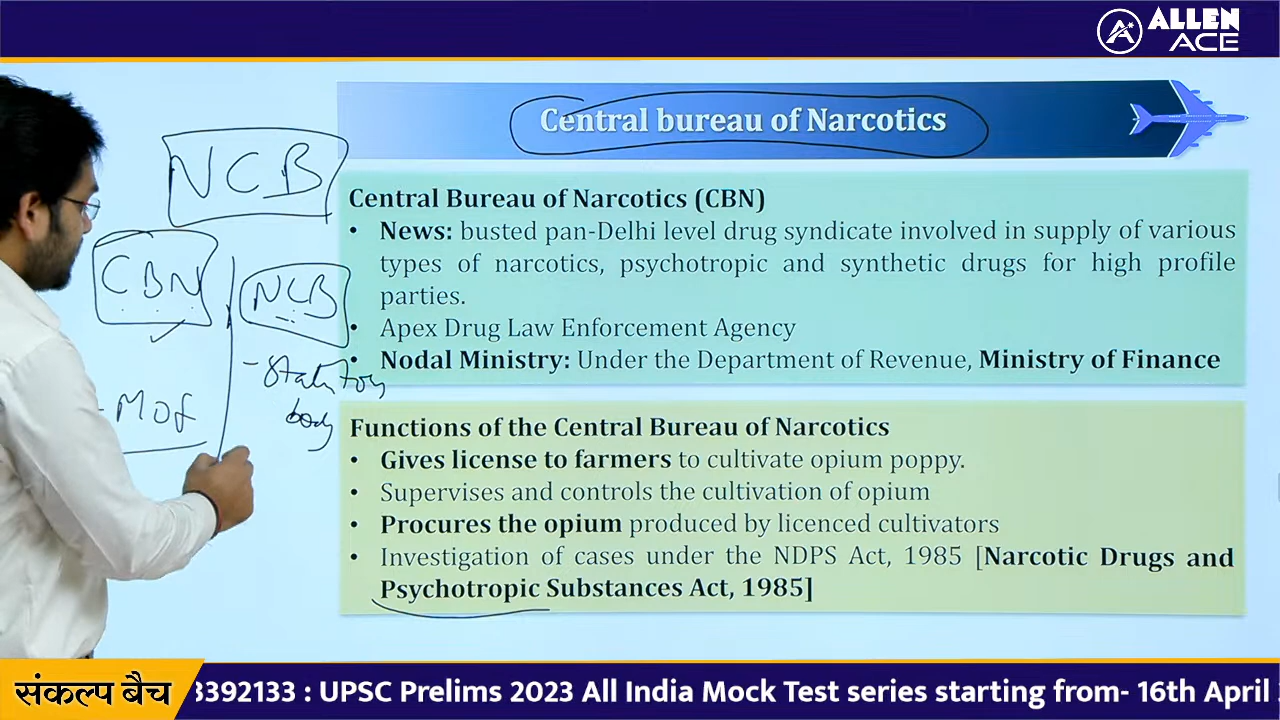 ALLEN
ACE
Central bureau of Narcotics
NCB
CBN
NCB
- Statutory
body
- MOF
Central Bureau of Narcotics (CBN)
• News: busted pan-Delhi level drug syndicate involved in supply of various
types of narcotics, psychotropic and synthetic drugs for high profile
parties.
• Apex Drug Law Enforcement Agency
• Nodal Ministry: Under the Department of Revenue, Ministry of Finance
Functions of the Central Bureau of Narcotics
• Gives license to farmers to cultivate opium poppy.
• Supervises and controls the cultivation of opium
• Procures the opium produced by licenced cultivators
• Investigation of cases under the NDPS Act, 1985 [Narcotic Drugs and
Psychotropic Substances Act, 1985]
संकल्प बैच
3392133 : UPSC Prelims 2023 All India Mock Test series starting from- 16th April